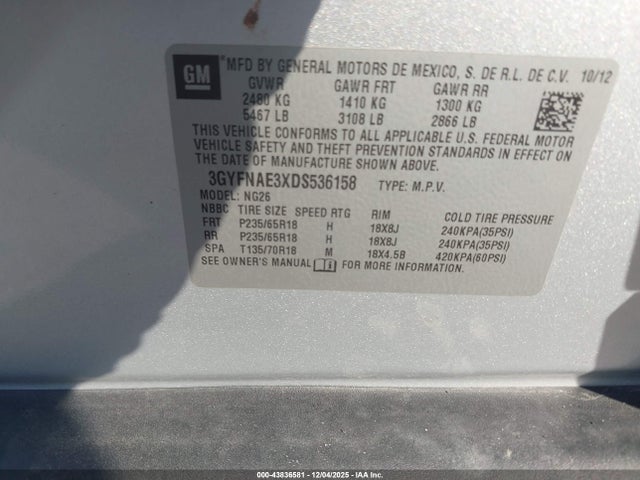 GM MFD BY GENERAL MOTORS DE MEXICO, S. DE R.L. DE C.V. 10/12
GVWR GAWR FRT GAWR RR
2480 KG 1410 KG 1300 KG
5467 LB 3108 LB 2866 LB
THIS VEHICLE CONFORMS TO ALL APPLICABLE U.S. FEDERAL MOTOR
VEHICLE SAFETY AND THEFT PREVENTION STANDARDS IN EFFECT
ON THE DATE OF MANUFACTURE SHOWN ABOVE.
3GYFNAE3XDS536158 TYPE: M.P.V.
MODEL: NG26
NBBC TIRE SIZE SPEED RTG RIM COLD TIRE PRESSURE
FRT P235/65R18 H 18X8J 240KPA(35PSI)
RR P235/65R18 H 18X8J 240KPA(35PSI)
SPA T135/70R18 M 18X4.5B 420KPA(60PSI)
SEE OWNER'S MANUAL FOR MORE INFORMATION.
000-43836581 - 12/04/2025 - IAA Inc.